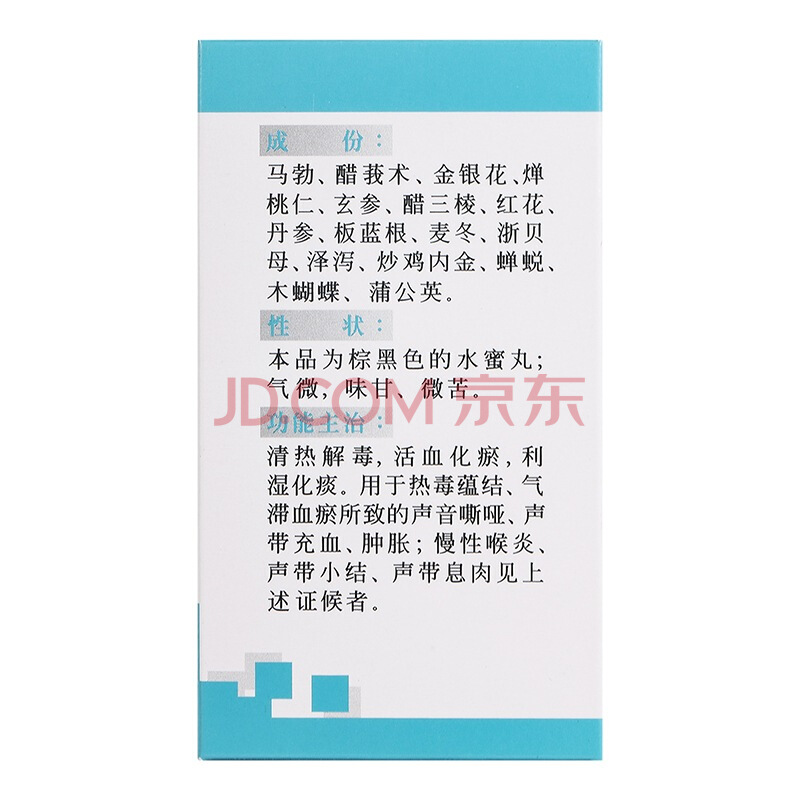 成份：
马勃、醋莪术、金银花、燀
桃仁、玄参、醋三棱、红花、
丹参、板蓝根、麦冬、浙贝
母、泽泻、炒鸡内金、蝉蜕、
木蝴蝶、蒲公英。
性状：
本品为棕黑色的水蜜丸；
气微；味甘、微苦。
JD.COM 京东
功能主治：
清热解毒，活血化瘀，利
湿化痰。用于热毒蕴结、气
滞血瘀所致的声音嘶哑、声
带充血、肿胀；慢性喉炎、
声带小结、声带息肉见上
述证候者。